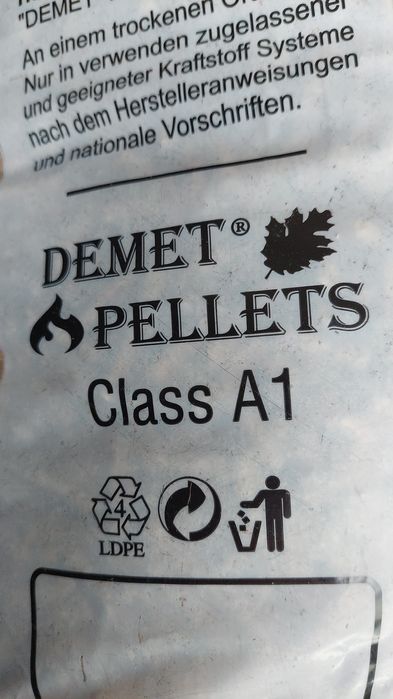 "DEMET
An einem trockenen
Nur in verwenden zugelassener
und geeigneter Kraftstoff Systeme
nach dem Herstelleranweisungen
und nationale Vorschriften.
DEMET®
PELLETS
Class A1
4
LDPE